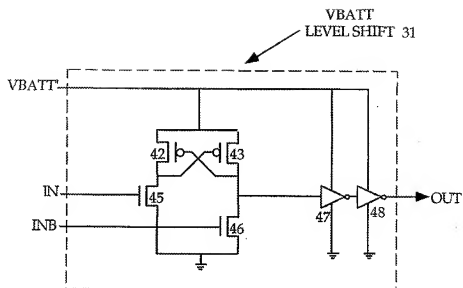 VBATT
LEVEL SHIFT 31
VBATT
42
43
IN
45
47
48
OUT
INB
46